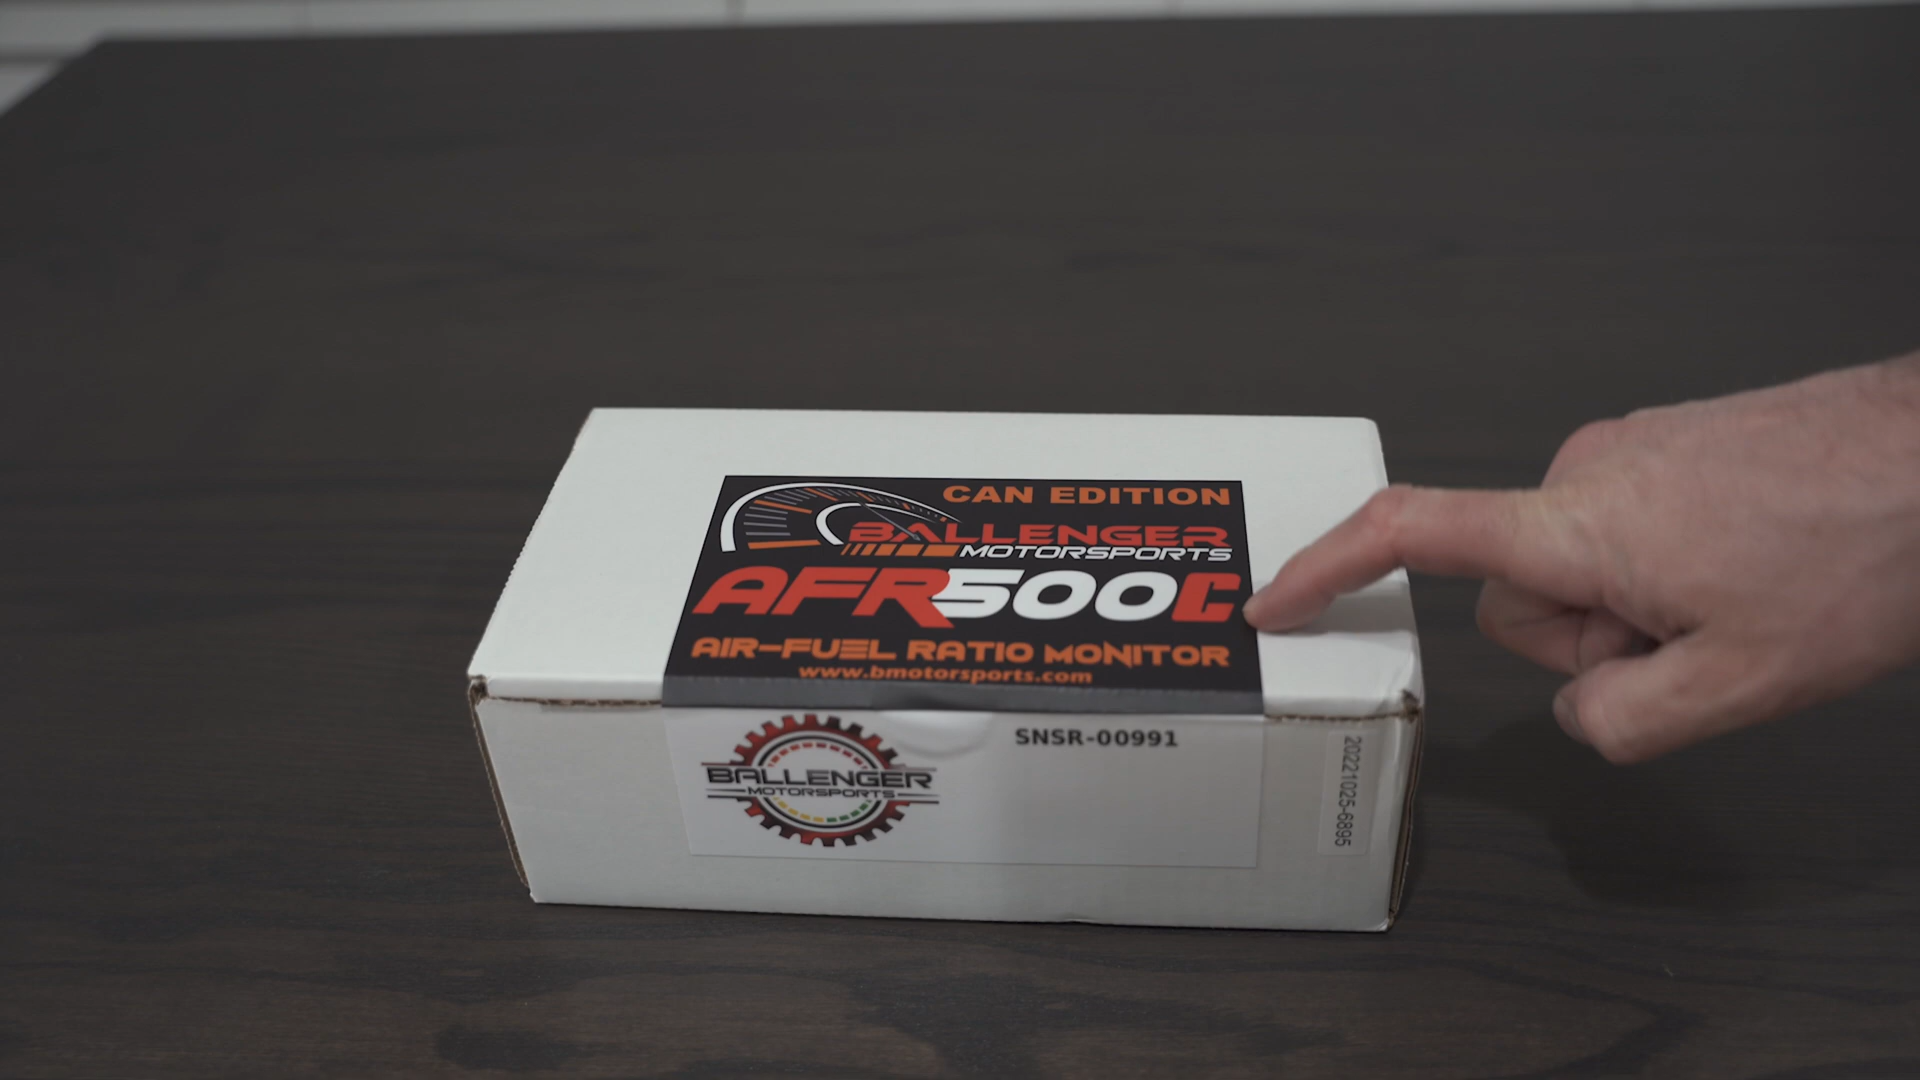 CAN EDITION
BALLENGER
MOTORSPORTS
AFR500C
AIR-FUEL RATIO MONITOR
www.bmotorsports.com
BALLENGER
MOTORSPORTS
SNSR-00991
20221025-6895